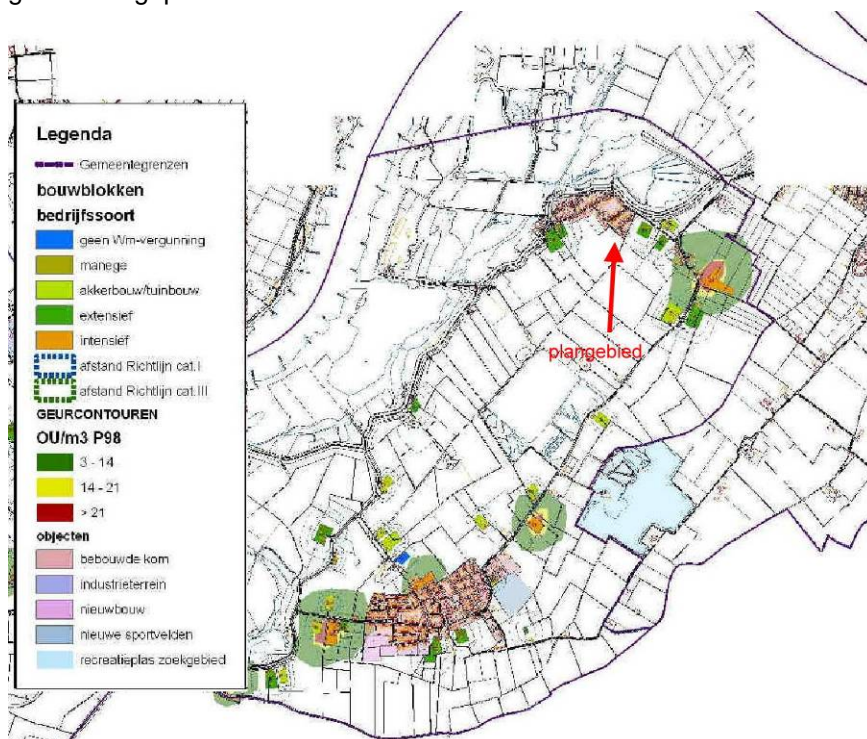 Legenda
Gemeentegrenzen
bouwblokken
bedrijfssoort
geen Wm-vergunning
manege
akkerbouw/tuinbouw
extensief
intensief
afstand Richtlijn cat.I
afstand Richtlijn cat.III
GEURCONTOUREN
OU/m3 P98
3 - 14
14 - 21
> 21
objecten
bebouwde kom
industrieterrein
nieuwbouw
nieuwe sportvelden
recreatieplas zoekgebied
plangebied